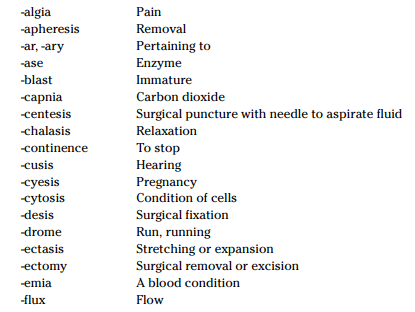 -algia Pain
-apheresis Removal
-ar, -ary Pertaining to
-ase Enzyme
-blast Immature
-capnia Carbon dioxide
-centesis Surgical puncture with needle to aspirate fluid
-chalasis Relaxation
-continence To stop
-cusis Hearing
-cyesis Pregnancy
-cytosis Condition of cells
-desis Surgical fixation
-drome Run, running
-ectasis Stretching or expansion
-ectomy Surgical removal or excision
-emia A blood condition
-flux Flow